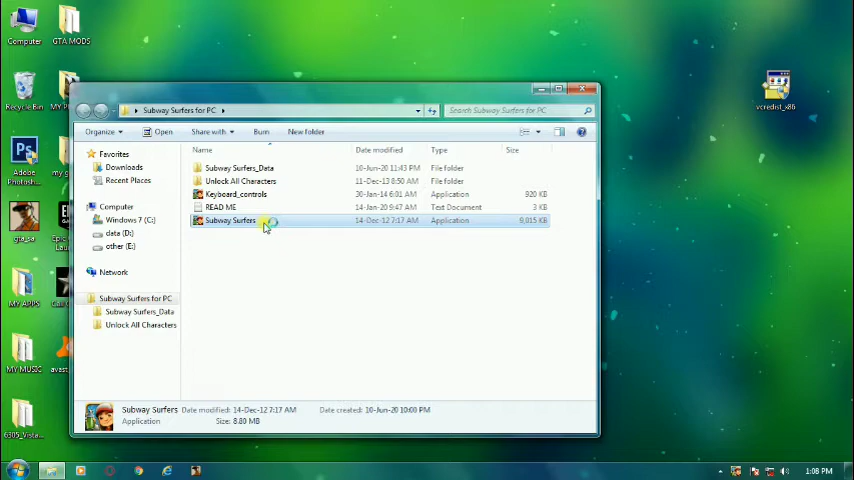 Computer
GTA MODS
Recycle Bin
Adobe
Photosh...
gta_sa
MY APPS
MY MUSIC
6305_Vista...
vcredist_x86
Subway Surfers for PC
Search Subway Surfers for PC
Organize
Open
Share with
Burn
New folder
Name
Date modified
Type
Size
Subway Surfers_Data
10-Jun-20 11:43 PM
File folder
Unlock All Characters
11-Dec-13 8:50 AM
File folder
Keyboard_controls
30-Jan-14 6:01 AM
Application
920 KB
READ ME
14-Jan-20 9:47 AM
Text Document
3 KB
Subway Surfers
14-Dec-12 7:17 AM
Application
9,015 KB
Favorites
Downloads
Recent Places
Computer
Windows 7 (C:)
data (D:)
other (E:)
Network
Subway Surfers for PC
Subway Surfers_Data
Unlock All Characters
Subway Surfers
Date modified: 14-Dec-12 7:17 AM
Date created: 10-Jun-20 10:00 PM
Application
Size: 8.80 MB
1:08 PM